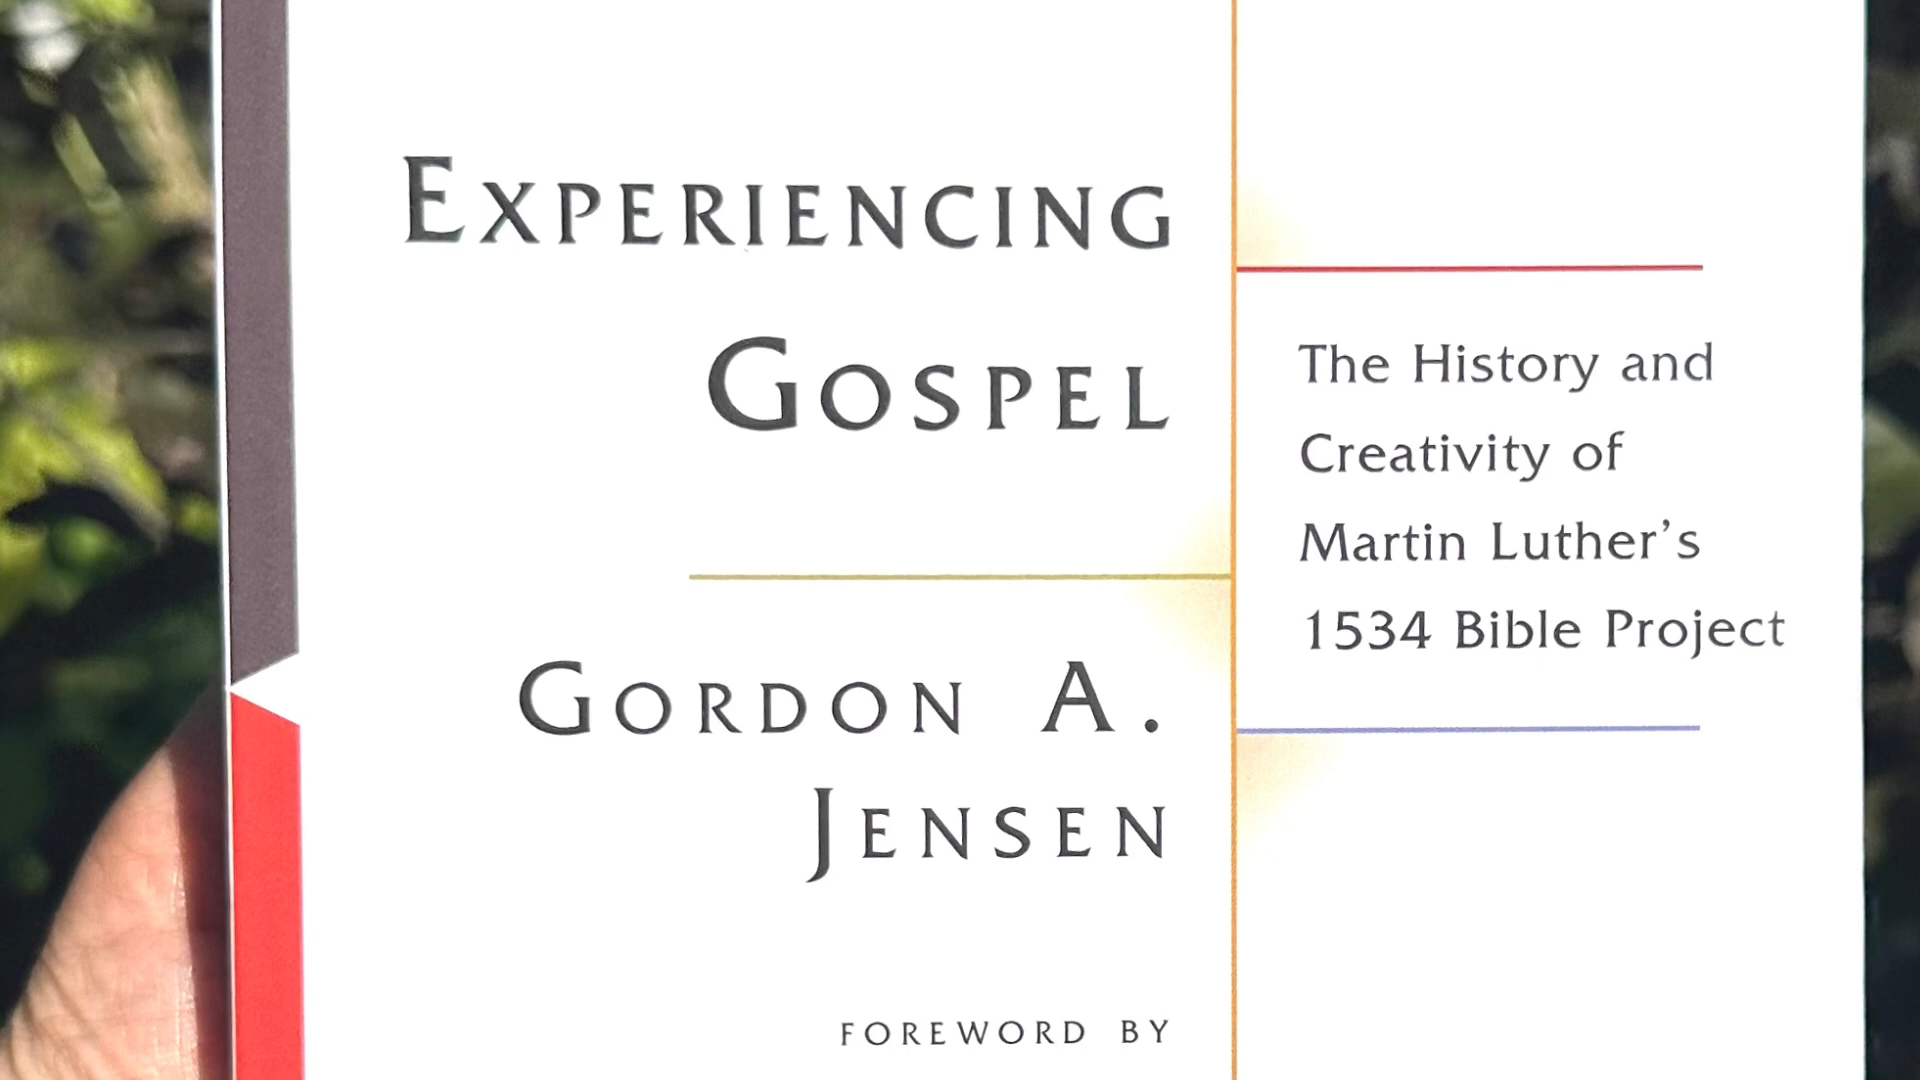 Experiencing
Gospel
Gordon A.
Jensen
FOREWORD BY
The History and
Creativity of
Martin Luther's
1534 Bible Project